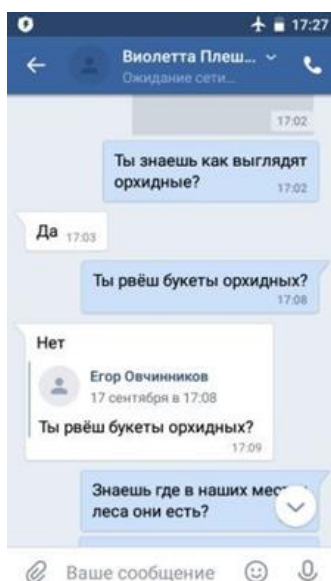 17:27
Виолетта Плеш...
Ожидание сети...
17:02
Ты знаешь как выглядят
орхидные?
17:02
Да 17:03
Ты рвёш букеты орхидных?
17:08
Нет
Егор Овчинников
17 сентября в 17:08
Ты рвёш букеты орхидных?
17:09
Знаешь где в наших
леса они есть?
Ваше сообщение